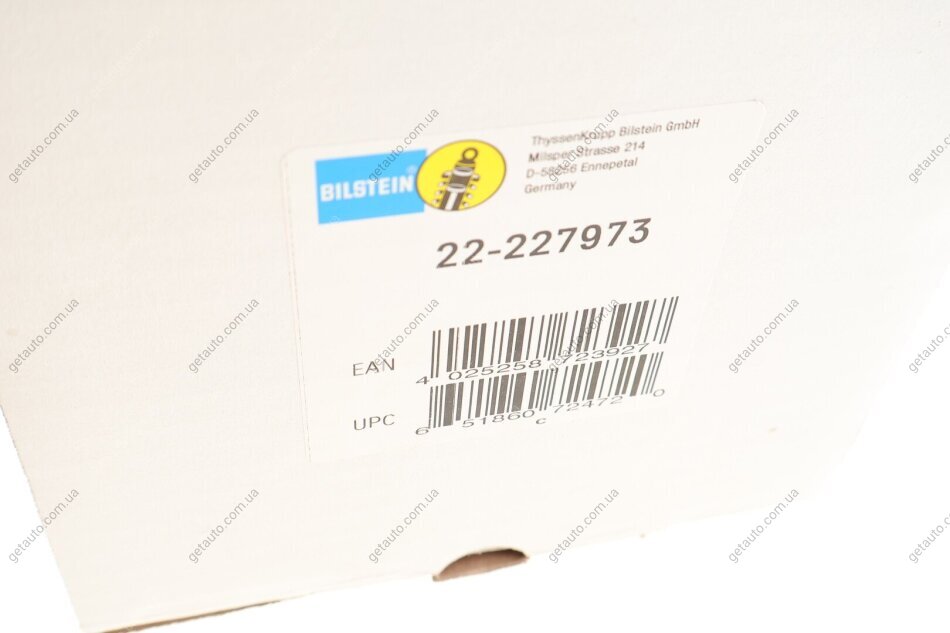 BILSTEIN®
ThyssenKrupp Bilstein GmbH
Milsper Strasse 214
D-58256 Ennepetal
Germany
22-227973
EAN
4 025258 723927
UPC
6 51860 72472 0
c
getauto.com.ua